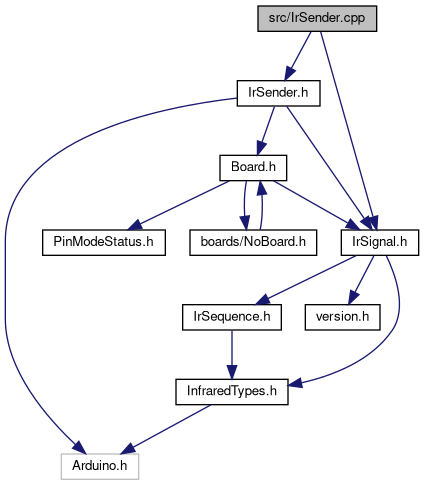 src/IrSender.cpp
IrSender.h
Board.h
PinModeStatus.h
boards/NoBoard.h
IrSignal.h
IrSequence.h
version.h
InfraredTypes.h
Arduino.h